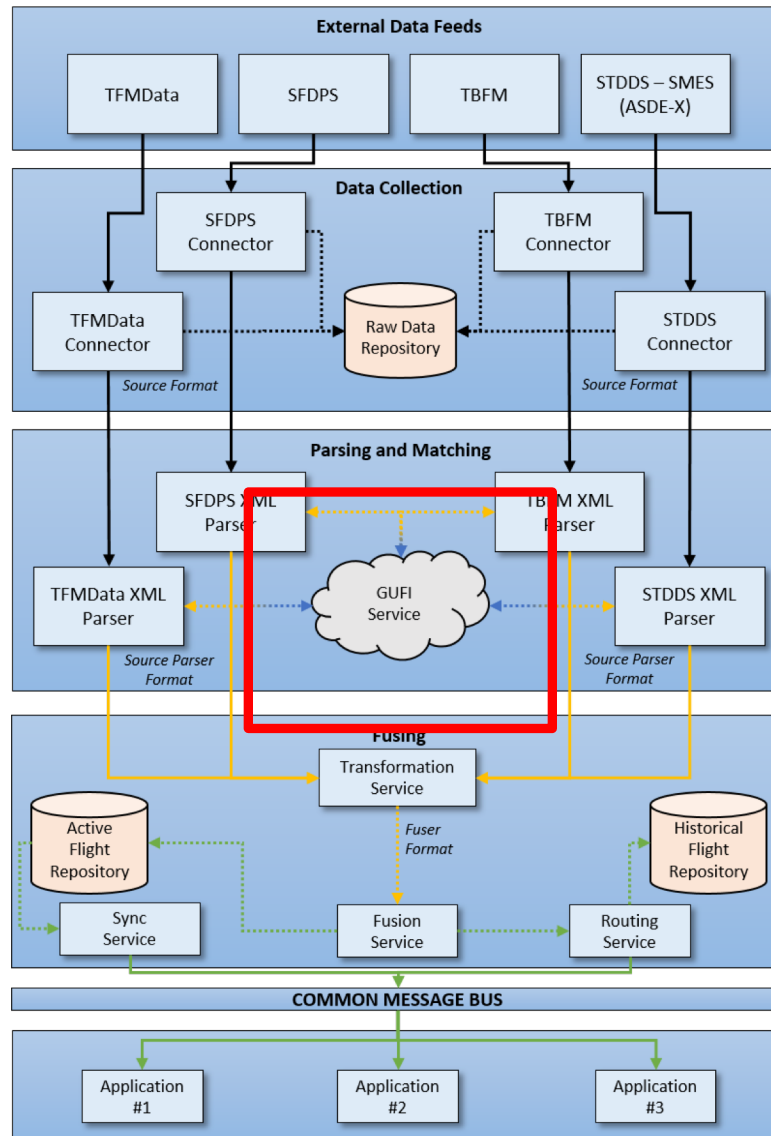 External Data Feeds
TFMData
SFDPS
TBFM
STDDS – SMES
(ASDE-X)
Data Collection
SFDPS
Connector
TBFM
Connector
TFMData
Connector
Raw Data
Repository
STDDS
Connector
Source Format
Source Format
Parsing and Matching
SFDPS XML
Parser
TBFM XML
Parser
TFMData XML
Parser
GUFI
Service
STDDS XML
Parser
Source Parser
Format
Source Parser
Format
Fusing
Transformation
Service
Active
Flight
Repository
Fuser
Format
Historical
Flight
Repository
Sync
Service
Fusion
Service
Routing
Service
COMMON MESSAGE BUS
Application
#1
Application
#2
Application
#3